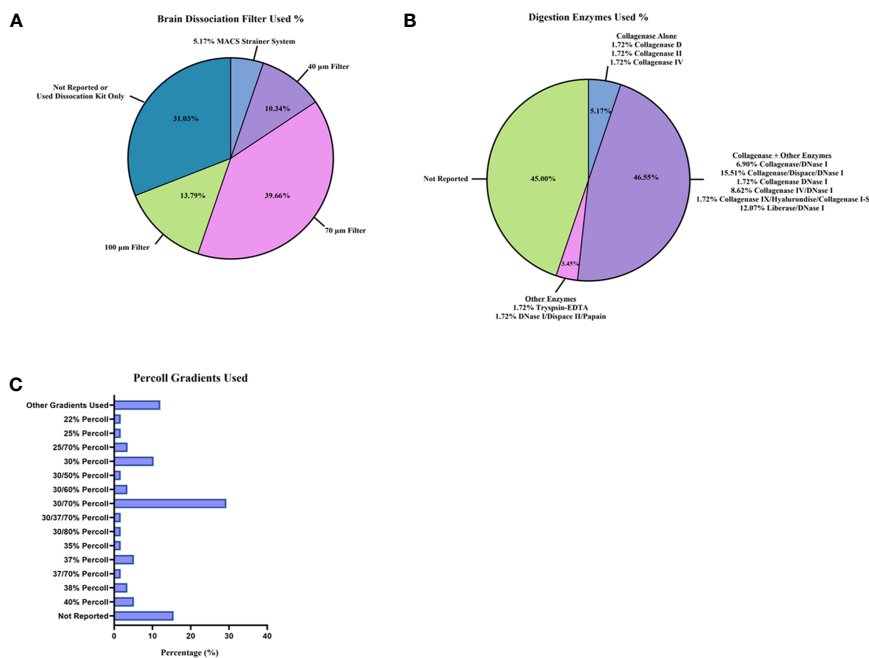 A
Brain Dissociation Filter Used %
5.17% MACS Strainer System
40 µm Filter
Not Reported or
Used Dissocation Kit Only
31.03%
10.34%
13.79%
39.66%
100 µm Filter
70 µm Filter
B
Digestion Enzymes Used %
Collagenase Alone
1.72% Collagenase D
1.72% Collagenase II
1.72% Collagenase IV
5.17%
Not Reported
45.00%
46.55%
Collagenase + Other Enzymes
6.90% Collagenase/DNase I
15.51% Collagenase/Dispace/DNase I
1.72% Collagenase DNase I
8.62% Collagenase IV/DNase I
1.72% Collagenase IX/Hyalurondise/Collagenase I-S
12.07% Liberase/DNase I
3.45%
Other Enzymes
1.72% Tryspsin-EDTA
1.72% DNase I/Dispace II/Papain
C
Percoll Gradients Used
Other Gradients Used
22% Percoll
25% Percoll
25/70% Percoll
30% Percoll
30/50% Percoll
30/60% Percoll
30/70% Percoll
30/37/70% Percoll
30/80% Percoll
35% Percoll
37% Percoll
37/70% Percoll
38% Percoll
40% Percoll
Not Reported
0 10 20 30 40
Percentage (%)